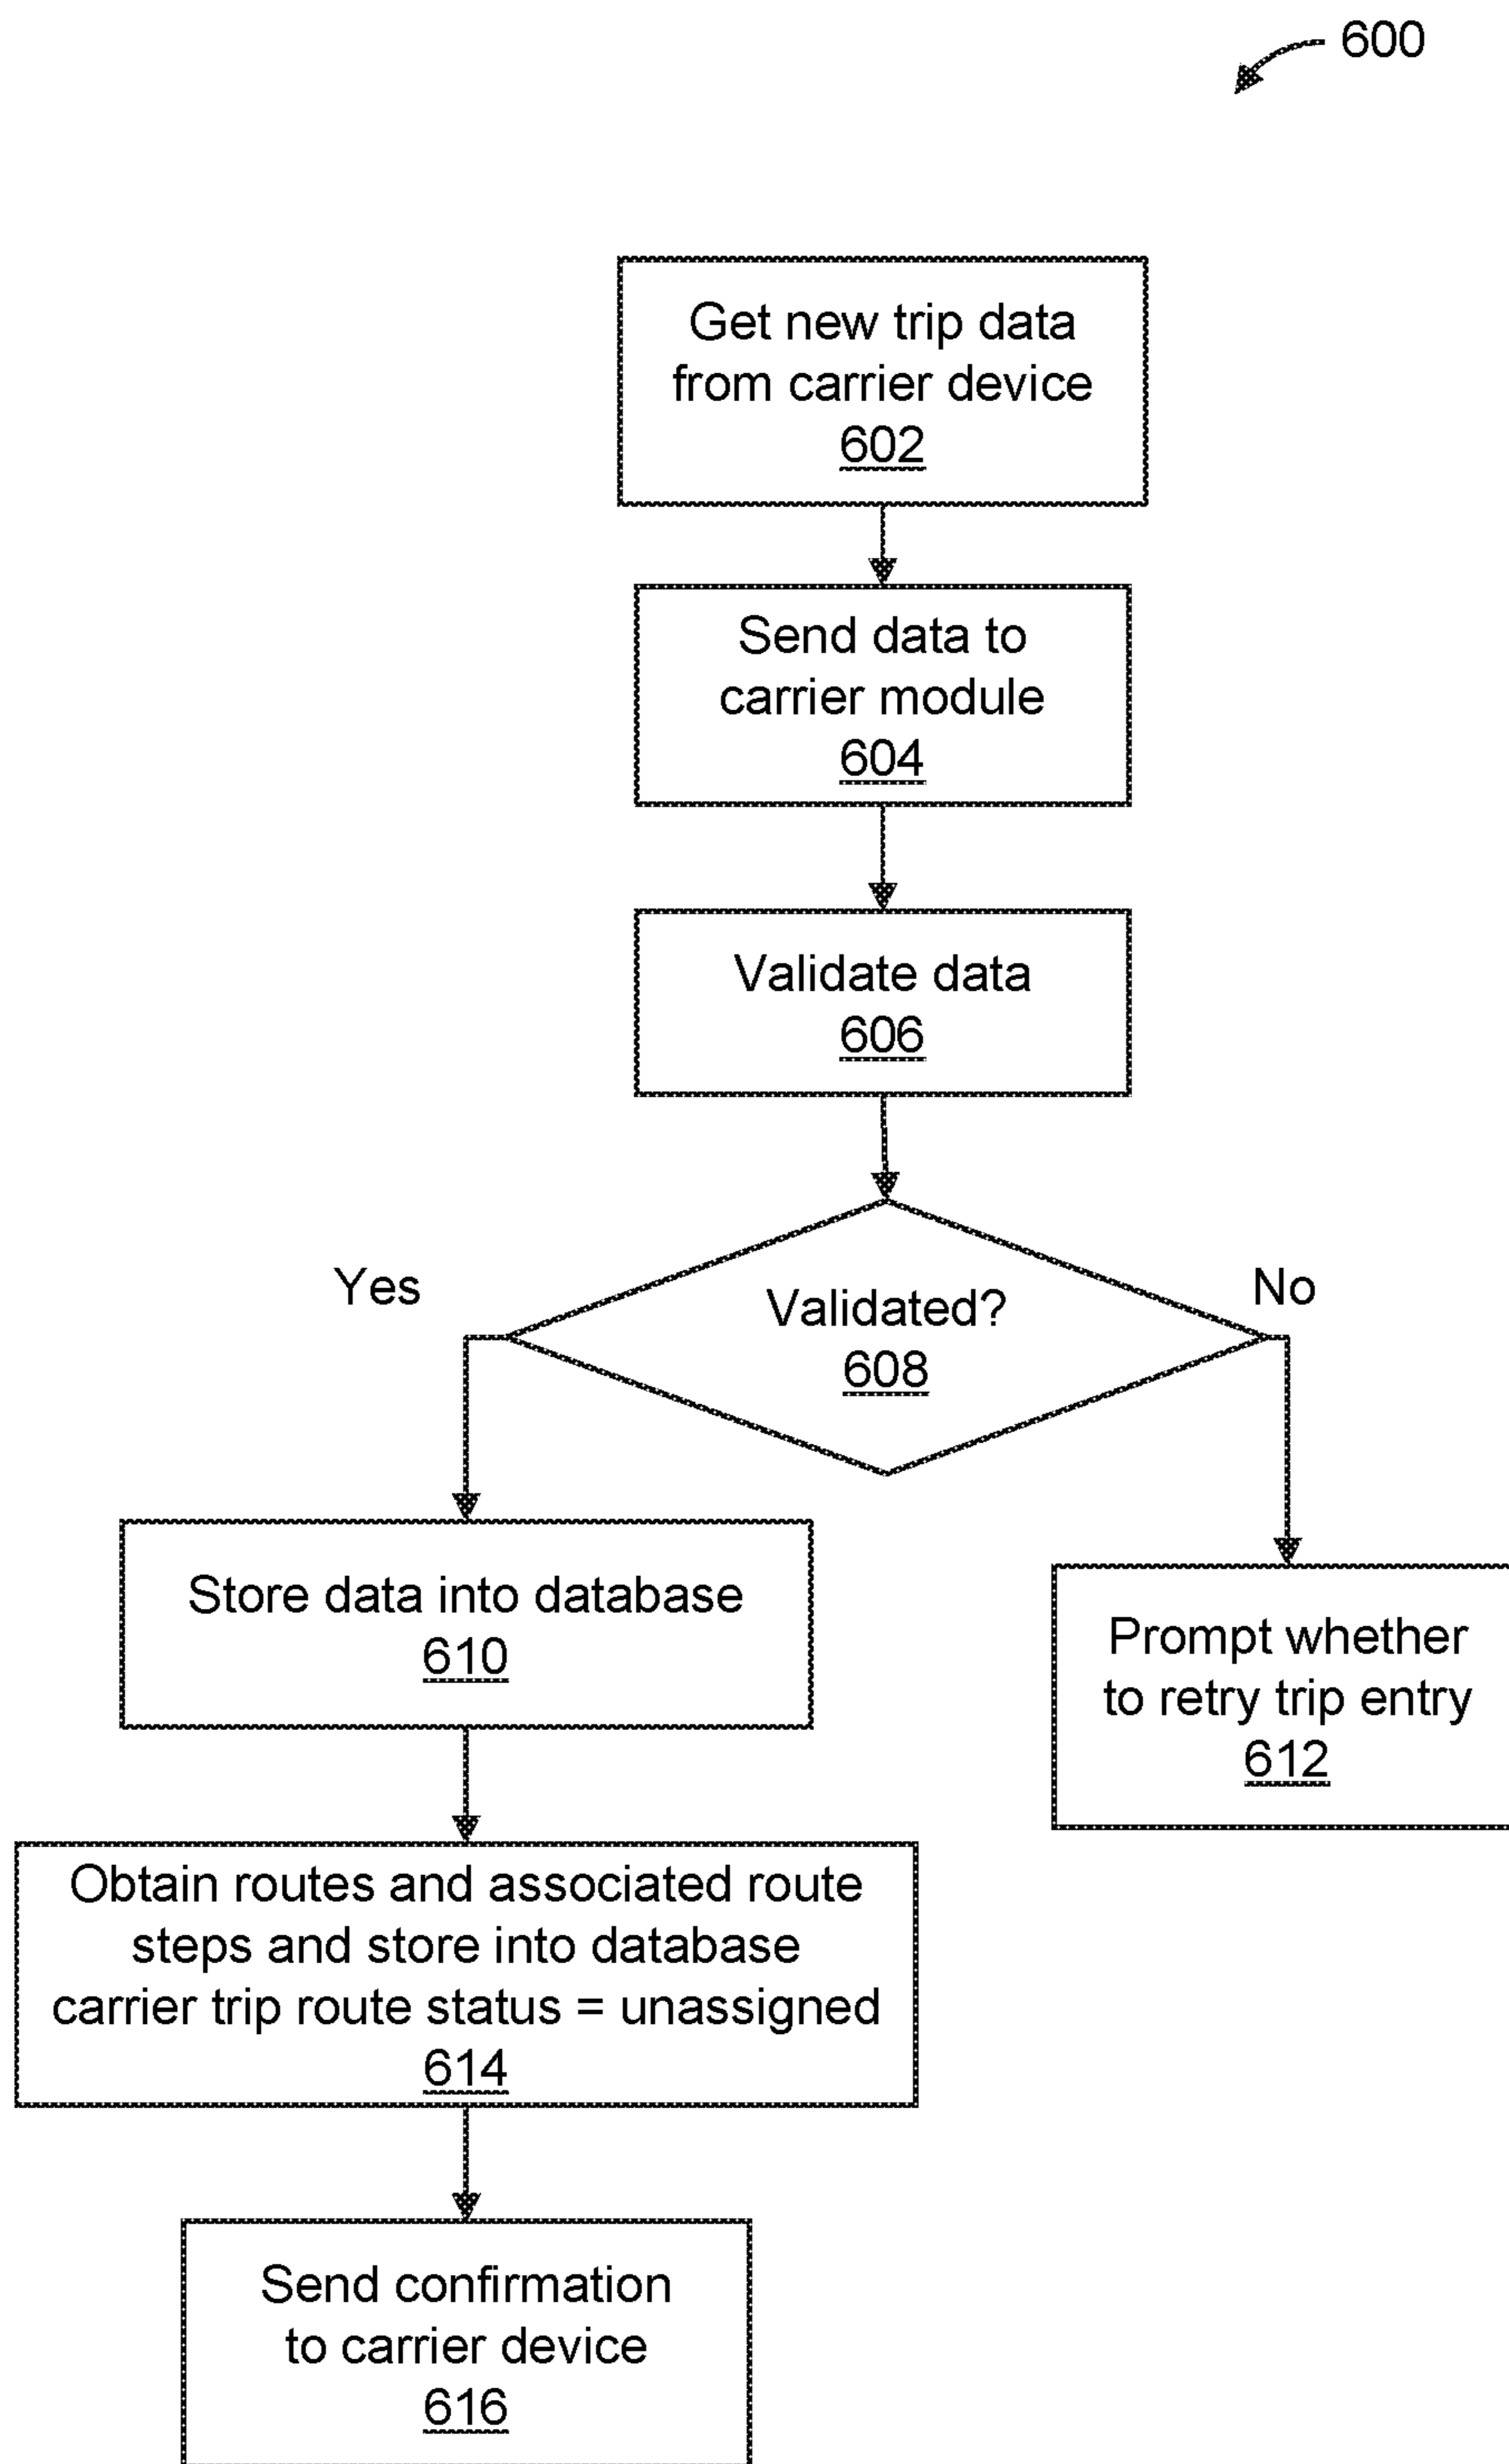 600
Get new trip data
from carrier device
602
Send data to
carrier module
604
Validate data
606
Yes
No
Validated?
608
Store data into database
610
Prompt whether
to retry trip entry
612
Obtain routes and associated route
steps and store into database
carrier trip route status = unassigned
614
Send confirmation
to carrier device
616